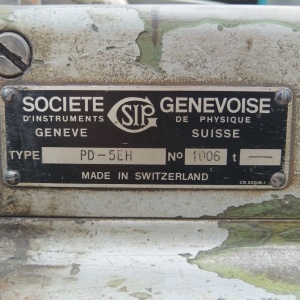 SOCIETE SIP GENEVOISE
D'INSTRUMENTS DE PHYSIQUE
GENEVE SUISSE
TYPE PD-5EH No 1006 t —
MADE IN SWITZERLAND